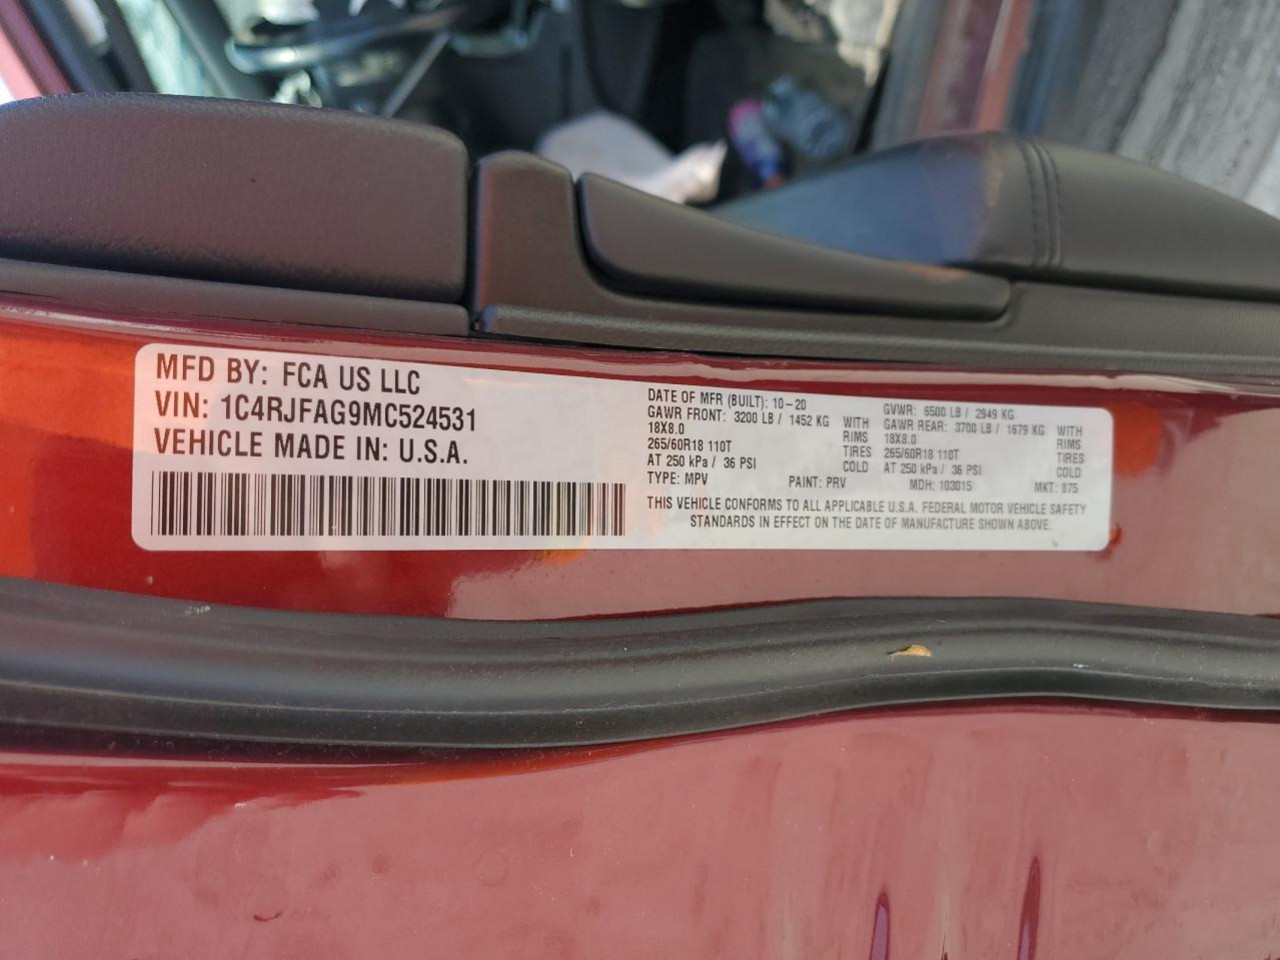 MFD BY: FCA US LLC
VIN: 1C4RJFAG9MC524531
VEHICLE MADE IN: U.S.A.
DATE OF MFR (BUILT): 10-20
GAWR FRONT: 3200 LB / 1452 KG WITH
18X8.0 RIMS
265/60R18 110T TIRES
AT 250 kPa / 36 PSI COLD
GVWR: 6500 LB / 2949 KG
GAWR REAR: 3700 LB / 1679 KG WITH
18X8.0 RIMS
265/60R18 110T TIRES
AT 250 kPa / 36 PSI COLD
TYPE: MPV PAINT: PRV MDH: 103015 MKT: 875
THIS VEHICLE CONFORMS TO ALL APPLICABLE U.S.A. FEDERAL MOTOR VEHICLE SAFETY
STANDARDS IN EFFECT ON THE DATE OF MANUFACTURE SHOWN ABOVE.